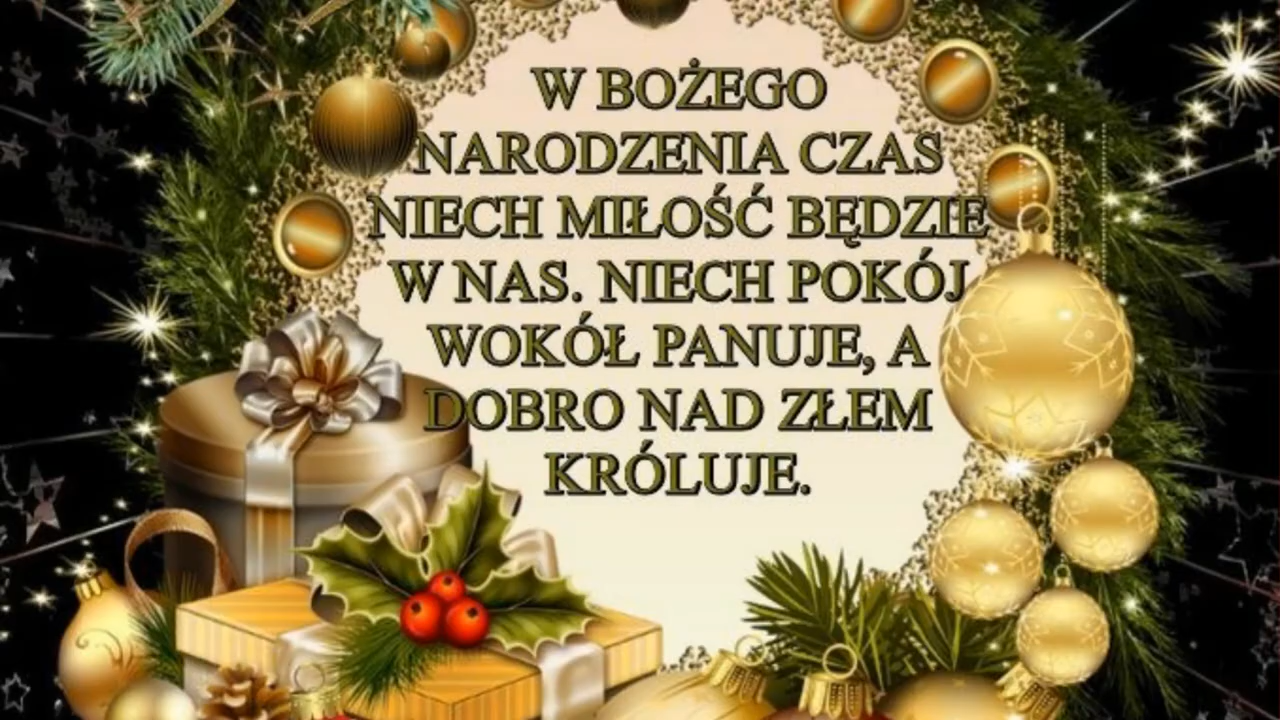 W BOŻEGO
NARODZENIA CZAS
NIECH MIŁOŚĆ BĘDZIE
W NAS. NIECH POKÓJ
WOKÓŁ PANUJE, A
DOBRO NAD ZŁEM
KRÓLUJE.